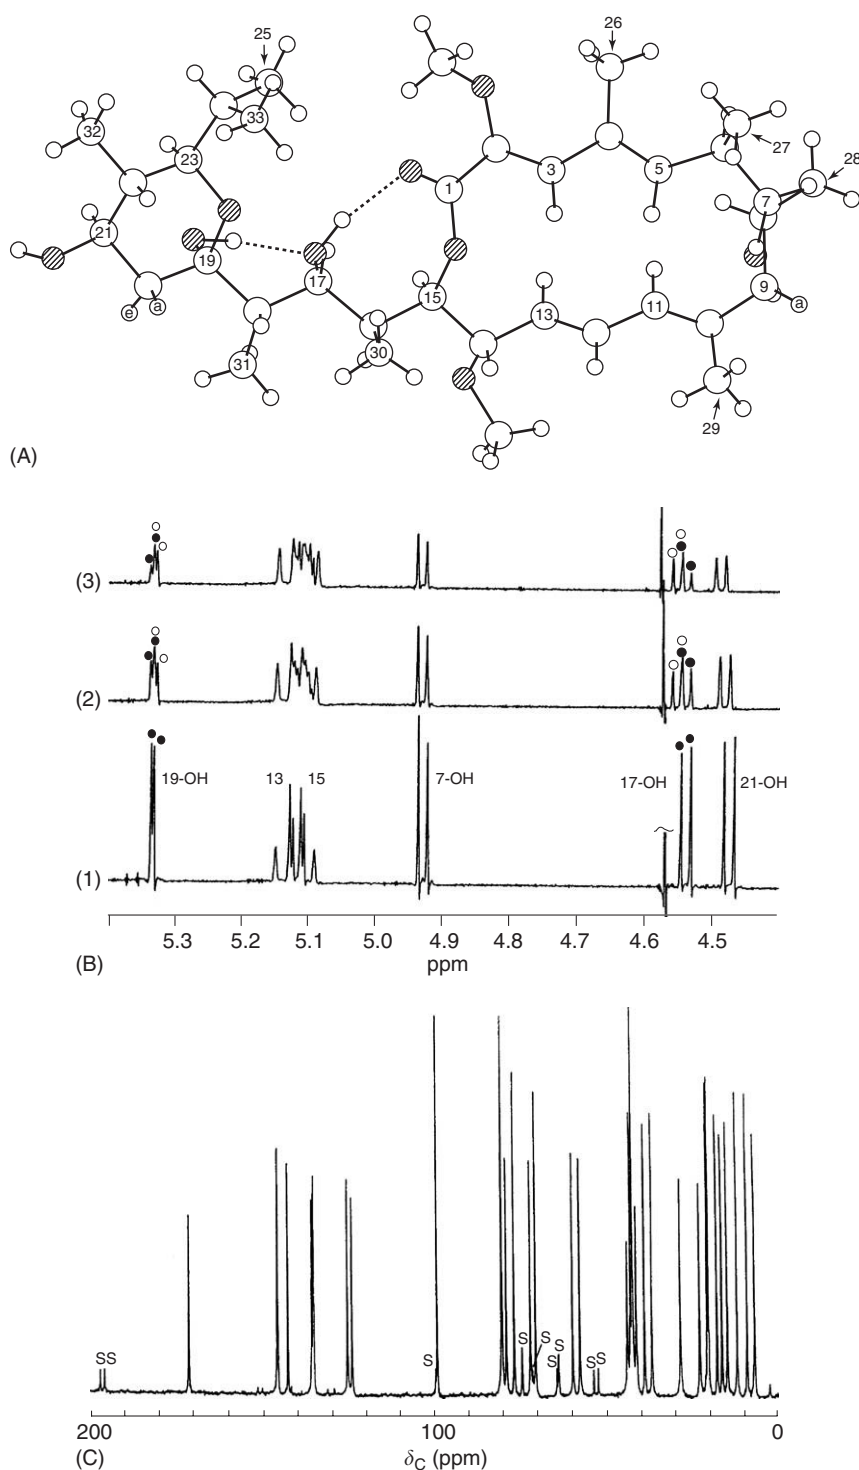 25
26
32
33
23
1
3
5
27
28
7
21
19
17
15
13
11
9
a
e
a
31
30
29
(A)
(3)
(2)
19-OH
13
15
7-OH
17-OH
21-OH
(1)
5.3
5.2
5.1
5.0
4.9
4.8
4.7
4.6
4.5
(B)
ppm
S
S
SS
S
S
S
SS
200
100
0
(C)
δC (ppm)